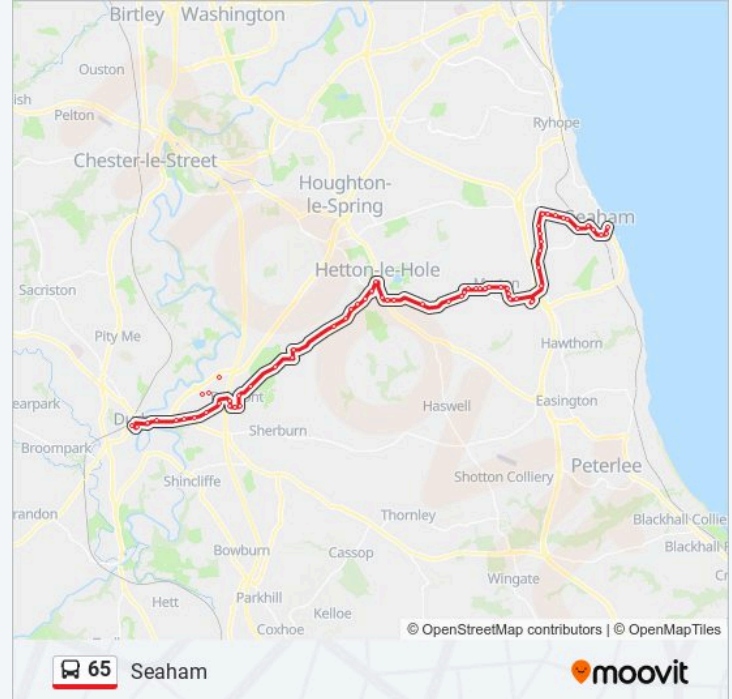 Birtley
Washington
Ouston
ish
Pelton
Ryhope
Chester-le-Street
Houghton-
le-Spring
Seaham
Hetton-le-Hole
Sacriston
Pity Me
Hawthorn
earpark
Haswell
Easington
Broompark
Sherburn
Peterlee
Shincliffe
Shotton Colliery
randon
Thornley
Blackhall Collie
Bowburn
Cassop
Blackhall
Wingate
Hett
Parkhill
Kelloe
Coxhoe
© OpenStreetMap contributors | © OpenMapTiles
65 Seaham
moovit